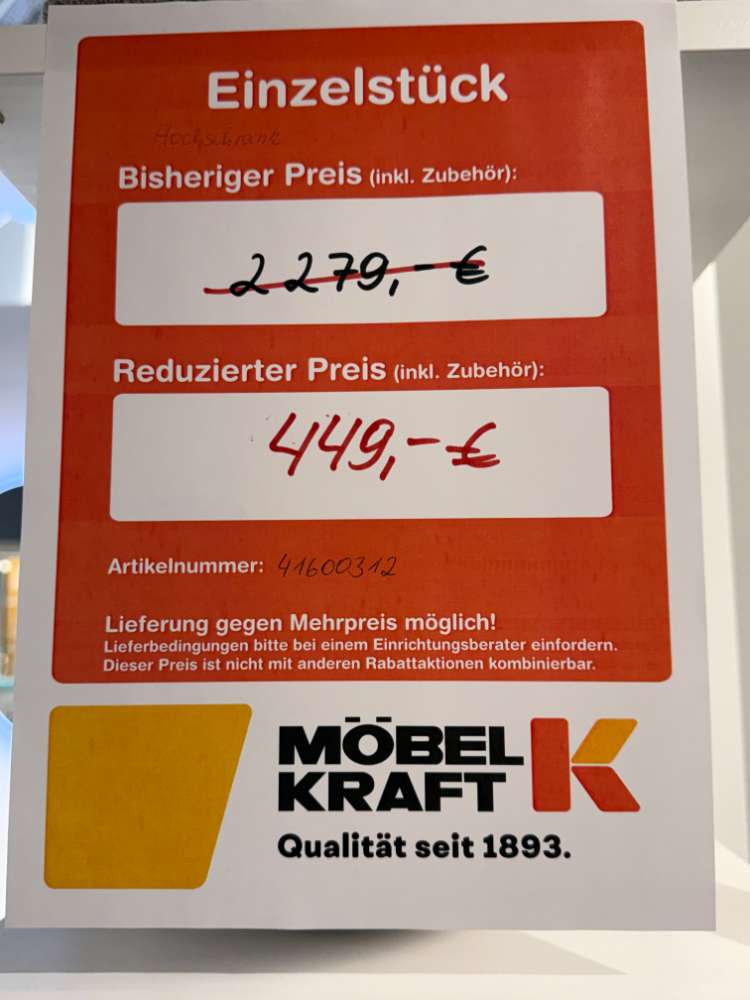 Einzelstück
Hochschrank
Bisheriger Preis (inkl. Zubehör):
2279,-€
Reduzierter Preis (inkl. Zubehör):
449,-€
Artikelnummer: 41600312
Lieferung gegen Mehrpreis möglich!
Lieferbedingungen bitte bei einem Einrichtungsberater einfordern.
Dieser Preis ist nicht mit anderen Rabattaktionen kombinierbar.
MÖBEL
KRAFT
Qualität seit 1893.